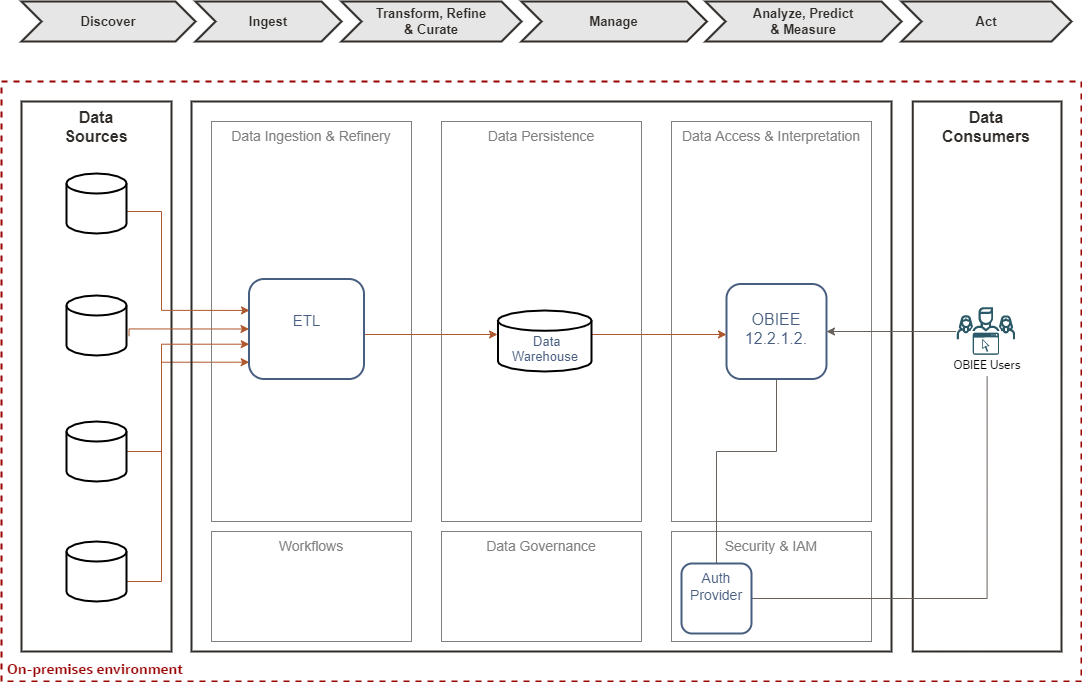 Discover
Ingest
Transform, Refine
& Curate
Manage
Analyze, Predict
& Measure
Act
Data
Sources
Data Ingestion & Refinery
Data Persistence
Data Access & Interpretation
Data
Consumers
ETL
Data
Warehouse
OBIEE
12.2.1.2.
OBIEE Users
Workflows
Data Governance
Security & IAM
Auth
Provider
On-premises environment